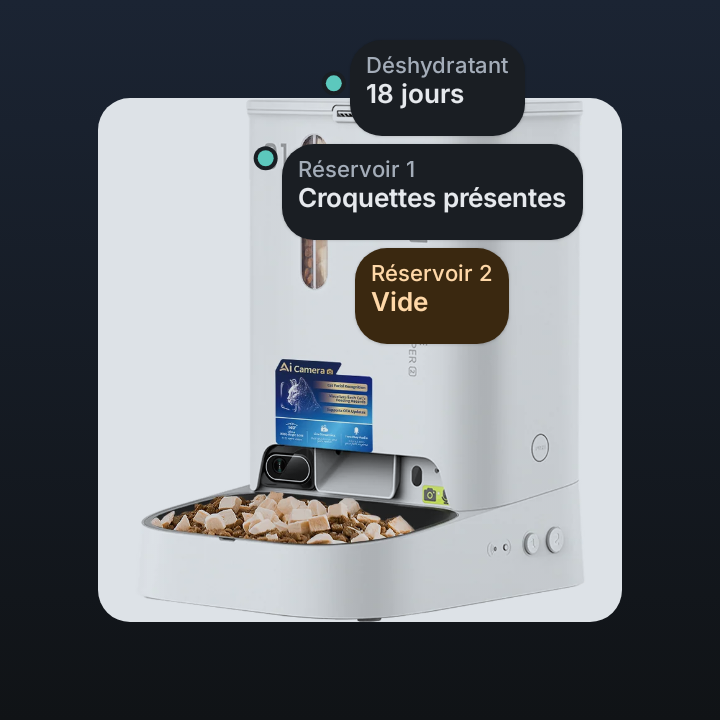 Déshydratant
18 jours
Réservoir 1
Croquettes présentes
Réservoir 2
Vide
Ai Camera